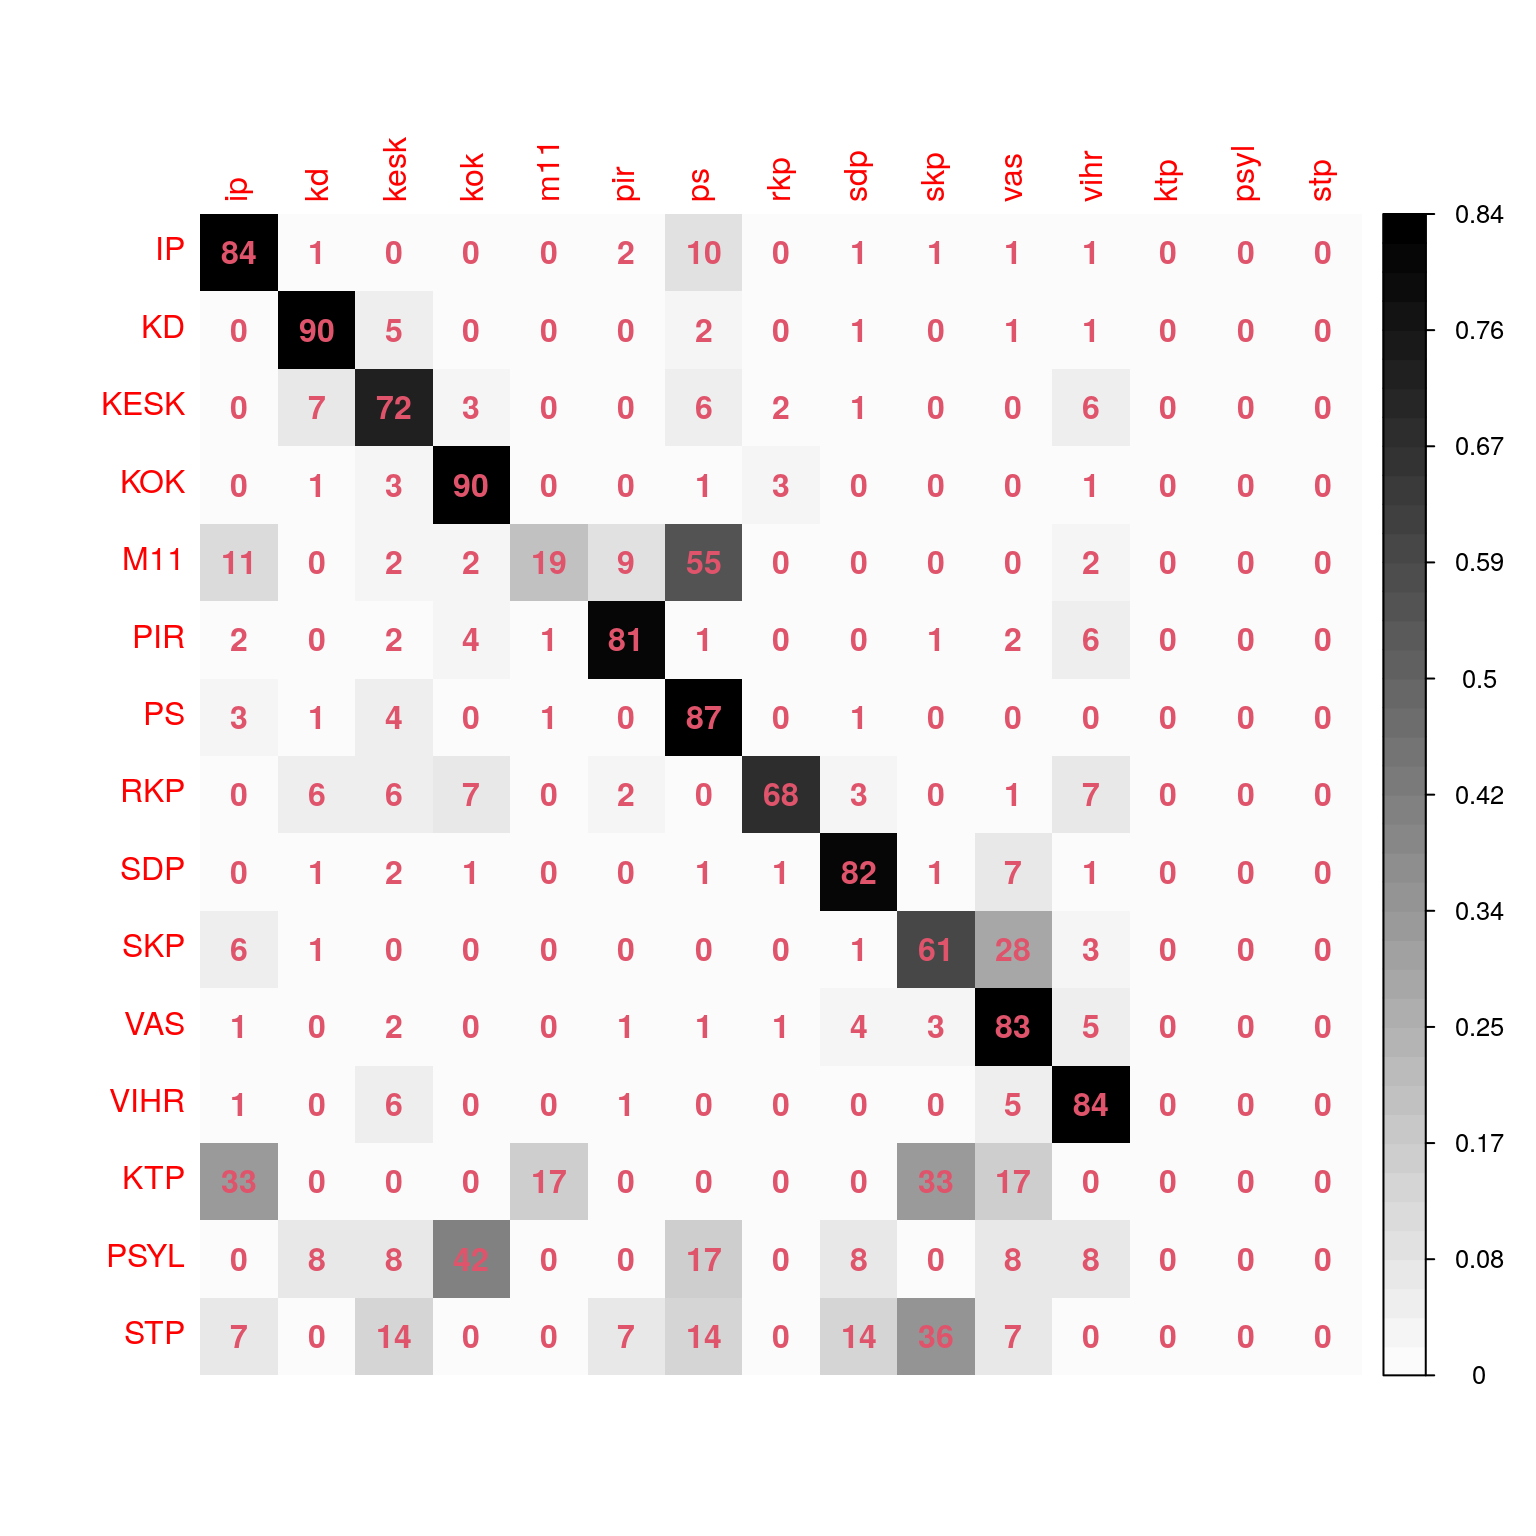 ip kd kesk kok m11 pir ps rkp sdp skp vas vihr ktp psyl stp
IP 84 1 0 0 0 2 10 0 1 1 1 1 0 0 0
KD 0 90 5 0 0 0 2 0 1 0 1 1 0 0 0
KESK 0 7 72 3 0 0 6 2 1 0 0 6 0 0 0
KOK 0 1 3 90 0 0 1 3 0 0 0 1 0 0 0
M11 11 0 2 2 19 9 55 0 0 0 0 2 0 0 0
PIR 2 0 2 4 1 81 1 0 0 1 2 6 0 0 0
PS 3 1 4 0 1 0 87 0 1 0 0 0 0 0 0
RKP 0 6 6 7 0 2 0 68 3 0 1 7 0 0 0
SDP 0 1 2 1 0 0 1 1 82 1 7 1 0 0 0
SKP 6 1 0 0 0 0 0 0 1 61 28 3 0 0 0
VAS 1 0 2 0 0 1 1 1 4 3 83 5 0 0 0
VIHR 1 0 6 0 0 1 0 0 0 0 5 84 0 0 0
KTP 33 0 0 0 17 0 0 0 0 33 17 0 0 0 0
PSYL 0 8 8 42 0 0 17 0 8 0 8 8 0 0 0
STP 7 0 14 0 0 7 14 0 14 36 7 0 0 0 0
0.84
0.76
0.67
0.59
0.5
0.42
0.34
0.25
0.17
0.08
0